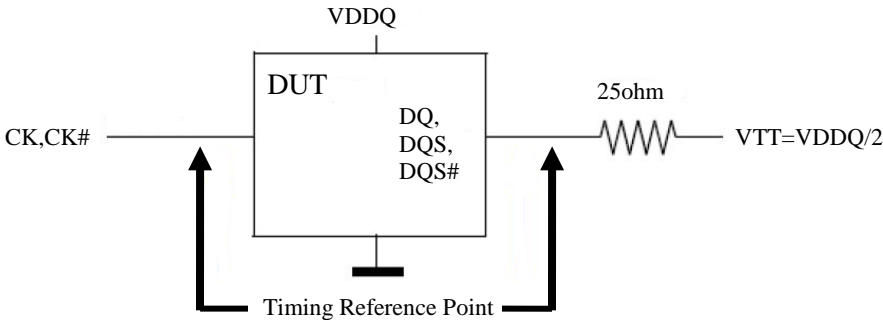 VDDQ
DUT
25ohm
DQ,
CK,CK#
DQS,
VTT=VDDQ/2
DQS#
Timing Reference Point